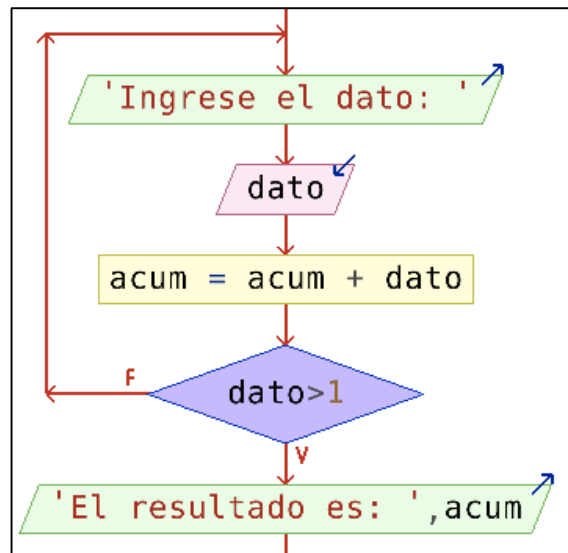 'Ingrese el dato: '
dato
acum = acum + dato
F
dato>1
V
'El resultado es: ',acum